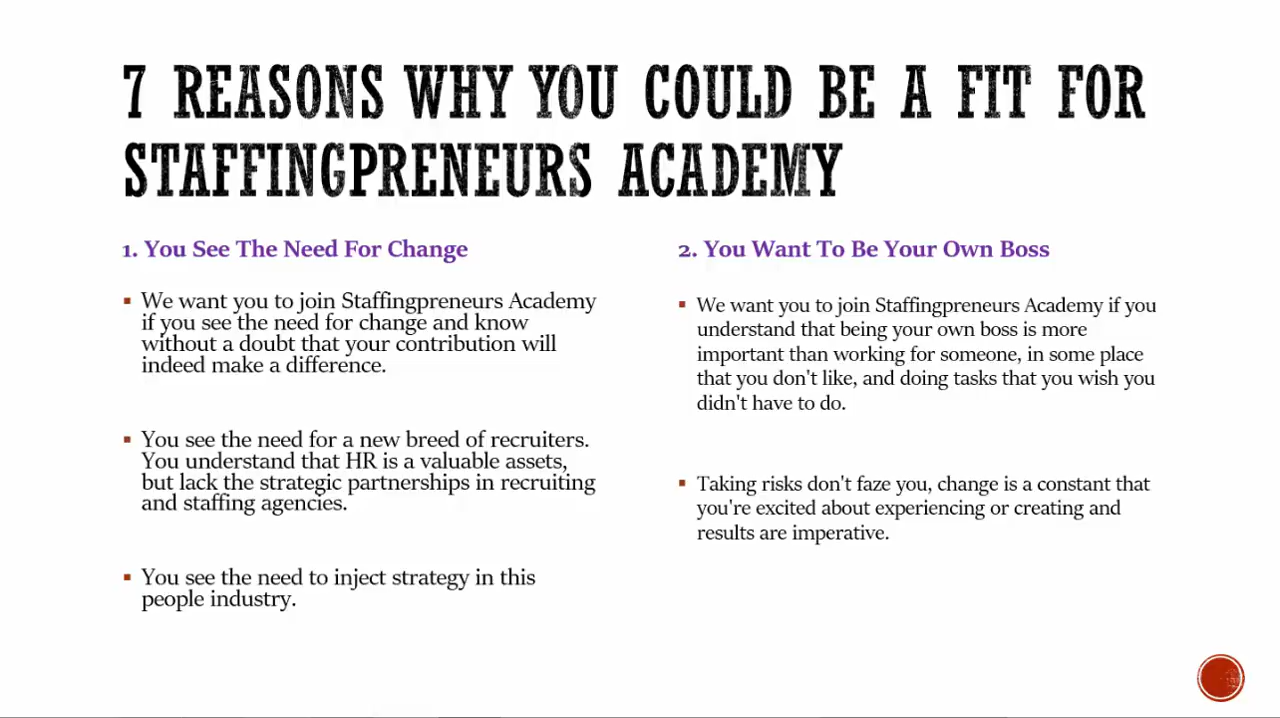 7 REASONS WHY YOU COULD BE A FIT FOR
STAFFINGPRENEURS ACADEMY
1. You See The Need For Change
▪ We want you to join Staffingpreneurs Academy
if you see the need for change and know
without a doubt that your contribution will
indeed make a difference.
▪ You see the need for a new breed of recruiters.
You understand that HR is a valuable assets,
but lack the strategic partnerships in recruiting
and staffing agencies.
▪ You see the need to inject strategy in this
people industry.
2. You Want To Be Your Own Boss
▪ We want you to join Staffingpreneurs Academy if you
understand that being your own boss is more
important than working for someone, in some place
that you don't like, and doing tasks that you wish you
didn't have to do.
▪ Taking risks don't faze you, change is a constant that
you're excited about experiencing or creating and
results are imperative.